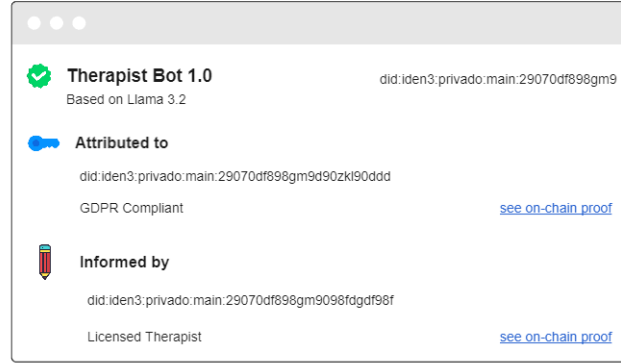 Therapist Bot 1.0
did:iden3:privado:main:29070df898gm9
Based on Llama 3.2
Attributed to
did:iden3:privado:main:29070df898gm9d90zkl90ddd
GDPR Compliant
see on-chain proof
Informed by
did:iden3:privado:main:29070df898gm9098fdgdf98f
Licensed Therapist
see on-chain proof